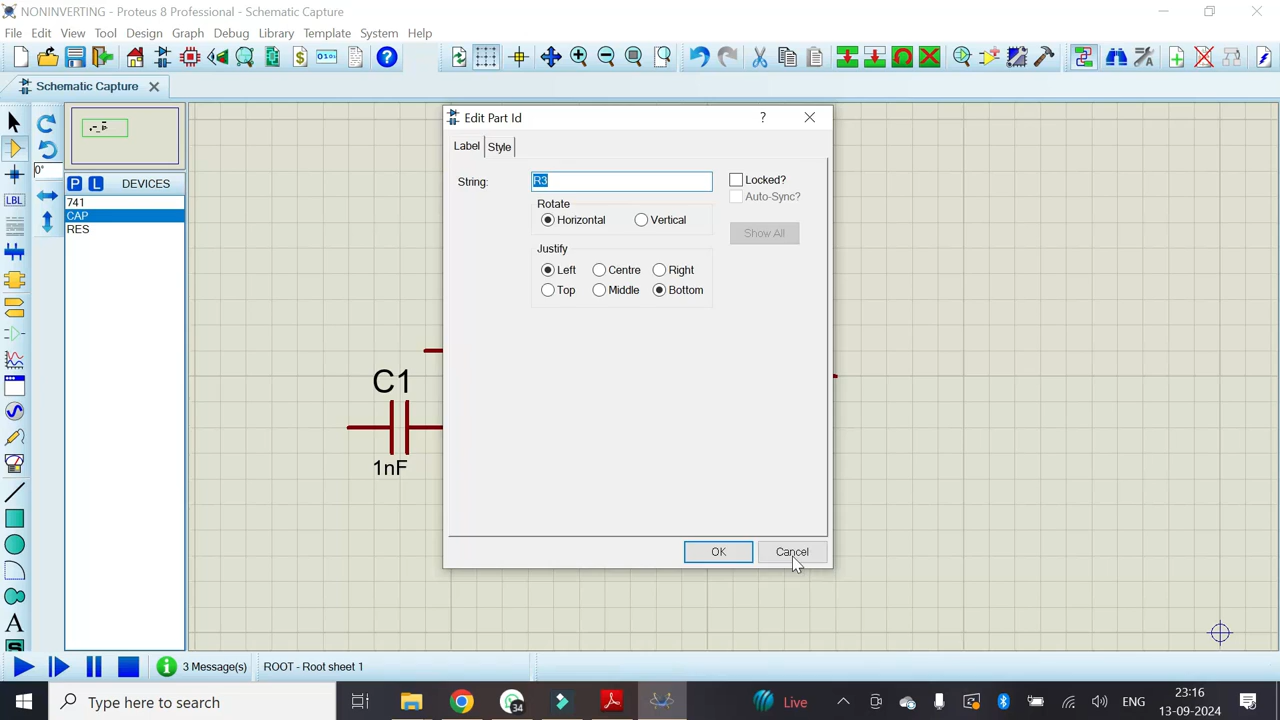 NONINVERTING - Proteus 8 Professional - Schematic Capture
File Edit View Tool Design Graph Debug Library Template System Help
Schematic Capture
Edit Part Id
?
Label Style
String: R3
Locked?
Auto-Sync?
Rotate
Horizontal Vertical
Show All
Justify
Left Centre Right
Top Middle Bottom
OK Cancel
0°
LBL
A
P L DEVICES
741
CAP
RES
C1
1nF
3 Message(s) ROOT - Root sheet 1
Type here to search
34
Live
ENG
23:16
13-09-2024